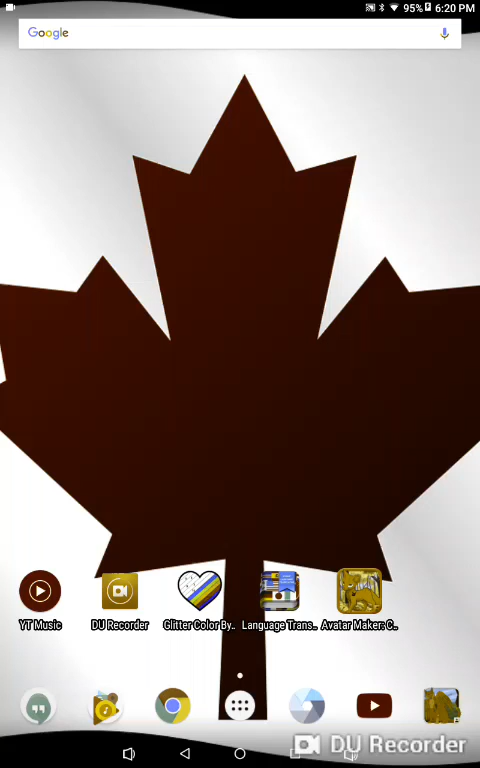 95% 6:20 PM
Google
YT Music
DU Recorder
Glitter Color By..
Language Trans..
Avatar Maker: C..
DU Recorder